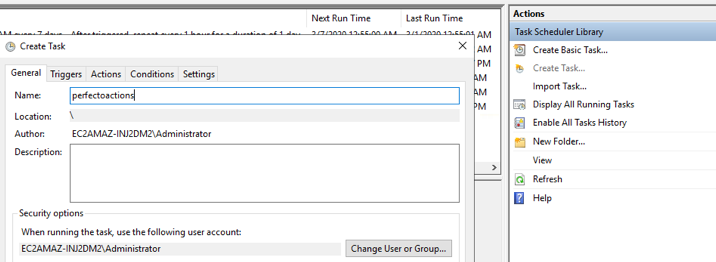 Next Run Time Last Run Time
AM every 7 days - After triggered, repeat every 1 hour for a duration of 1 day. 3/7/2020 12:55:00 AM 3/1/2020 12:55:01 AM
Create Task
General Triggers Actions Conditions Settings
Name: perfectoactions
Location: \
Author: EC2AMAZ-INJ2DM2\Administrator
Description:
Security options
When running the task, use the following user account:
EC2AMAZ-INJ2DM2\Administrator Change User or Group...
AM
PM
AM
AM
PM
Actions
Task Scheduler Library
Create Basic Task...
Create Task...
Import Task...
Display All Running Tasks
Enable All Tasks History
New Folder...
View
Refresh
Help